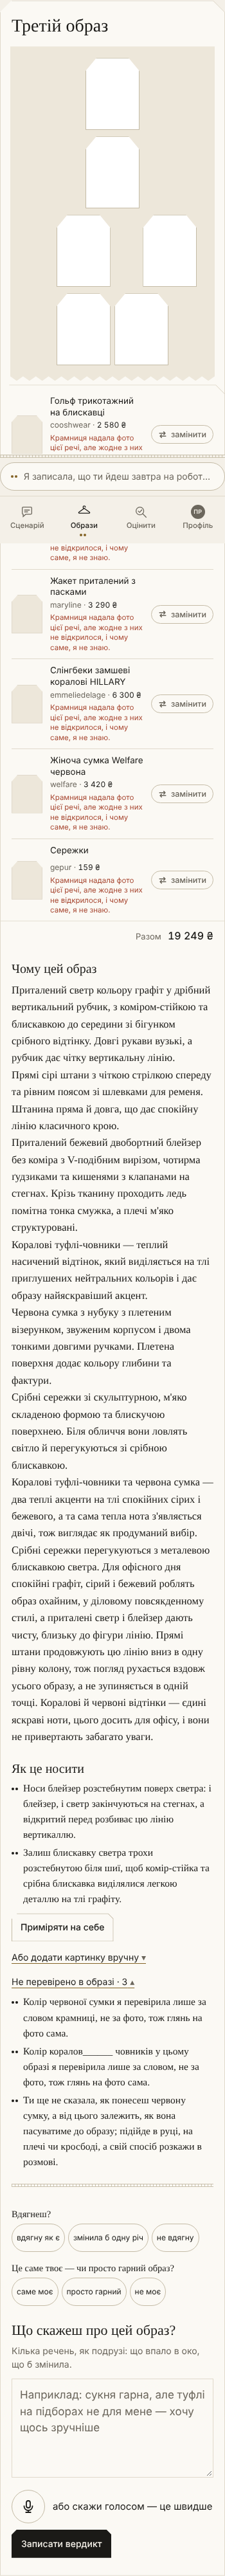 Третій образ
Гольф трикотажний
на блискавці
cooshwear · 2 580 ₴
Крамниця надала фото
цієї речі, але жодне з них
замінити
Я записала, що ти йдеш завтра на робот…
Сценарій
Образи
Оцінити
ПР
Профіль
не відкрилося, і чому
саме, я не знаю.
Жакет приталений з
пасками
maryline · 3 290 ₴
Крамниця надала фото
цієї речі, але жодне з них
не відкрилося, і чому
саме, я не знаю.
замінити
Слінгбеки замшеві
коралові HILLARY
emmeliedelage · 6 300 ₴
Крамниця надала фото
цієї речі, але жодне з них
не відкрилося, і чому
саме, я не знаю.
замінити
Жіноча сумка Welfare
червона
welfare · 3 420 ₴
Крамниця надала фото
цієї речі, але жодне з них
не відкрилося, і чому
саме, я не знаю.
замінити
Сережки
gepur · 159 ₴
Крамниця надала фото
цієї речі, але жодне з них
не відкрилося, і чому
саме, я не знаю.
замінити
Разом 19 249 ₴
Чому цей образ
Приталений светр кольору графіт у дрібний
вертикальний рубчик, з коміром-стійкою та
блискавкою до середини зі бігунком
срібного відтінку. Довгі рукави вузькі, а
рубчик дає чітку вертикальну лінію.
Прямі сірі штани з чіткою стрілкою спереду
та рівним поясом зі шлевками для ременя.
Штанина пряма й довга, що дає спокійну
лінію класичного крою.
Приталений бежевий двобортний блейзер
без коміра з V-подібним вирізом, чотирма
ґудзиками та кишенями з клапанами на
стегнах. Крізь тканину проходить ледь
помітна тонка смужка, а плечі м'яко
структуровані.
Коралові туфлі-човники — теплий
насичений відтінок, який виділяється на тлі
приглушених нейтральних кольорів і дає
образу найяскравіший акцент.
Червона сумка з нубуку з плетеним
візерунком, звуженим корпусом і двома
тонкими довгими ручками. Плетена
поверхня додає кольору глибини та
фактури.
Срібні сережки зі скульптурною, м'яко
складеною формою та блискучою
поверхнею. Біля обличчя вони ловлять
світло й перегукуються зі срібною
блискавкою.
Коралові туфлі-човники та червона сумка —
два теплі акценти на тлі спокійних сірих і
бежевого, а та сама тепла нота з'являється
двічі, тож виглядає як продуманий вибір.
Срібні сережки перегукуються з металевою
блискавкою светра. Для офісного дня
спокійні графіт, сірий і бежевий роблять
образ охайним, у діловому повсякденному
стилі, а приталені светр і блейзер дають
чисту, близьку до фігури лінію. Прямі
штани продовжують цю лінію вниз в одну
рівну колону, тож погляд рухається вздовж
усього образу, а не зупиняється в одній
точці. Коралові й червоні відтінки — єдині
яскраві ноти, цього досить для офісу, і вони
не привертають забагато уваги.
Як це носити
Носи блейзер розстебнутим поверх светра: і
блейзер, і светр закінчуються на стегнах, а
відкритий перед розбиває цю лінію
вертикаллю.
Залиш блискавку светра трохи
розстебнутою біля шиї, щоб комір-стійка та
срібна блискавка виділялися легкою
деталлю на тлі графіту.
Приміряти на себе
Або додати картинку вручну ▾
Не перевірено в образі · 3 ▴
Колір червоної сумки я перевірила лише за
словом крамниці, не за фото, тож глянь на
фото сама.
Колір коралов______ човників у цьому
образі я перевірила лише за словом, не за
фото, тож глянь на фото сама.
Ти ще не сказала, як понесеш червону
сумку, а від цього залежить, як вона
пасуватиме до образу; підійде в руці, на
плечі чи кросбоді, а свій спосіб розкажи в
розмові.
Вдягнеш?
вдягну як є
змінила б одну річ
не вдягну
Це саме твоє — чи просто гарний образ?
саме моє
просто гарний
не моє
Що скажеш про цей образ?
Кілька речень, як подрузі: що впало в око,
що б змінила.
Наприклад: сукня гарна, але туфлі
на підборах не для мене — хочу
щось зручніше
або скажи голосом — це швидше
Записати вердикт